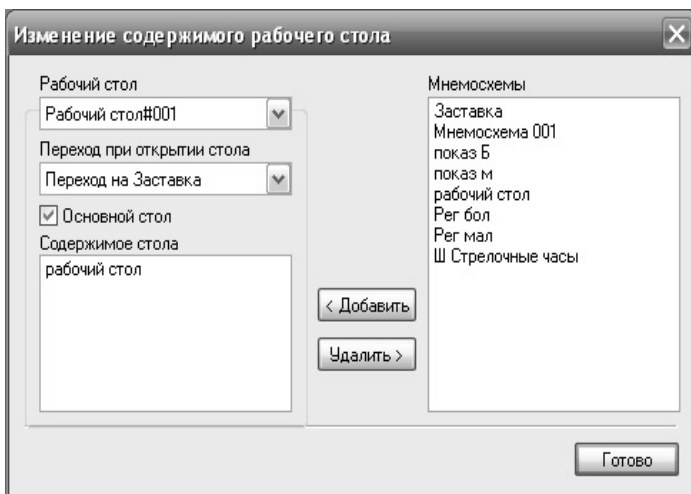 Изменение содержимого рабочего стола
Рабочий стол
Рабочий стол#001
Переход при открытии стола
Переход на Заставка
Основной стол
Содержимое стола
рабочий стол
< Добавить
Удалить >
Мнемосхемы
Заставка
Мнемосхема 001
показ Б
показ м
рабочий стол
Рег бол
Рег мал
Ш Стрелочные часы
Готово